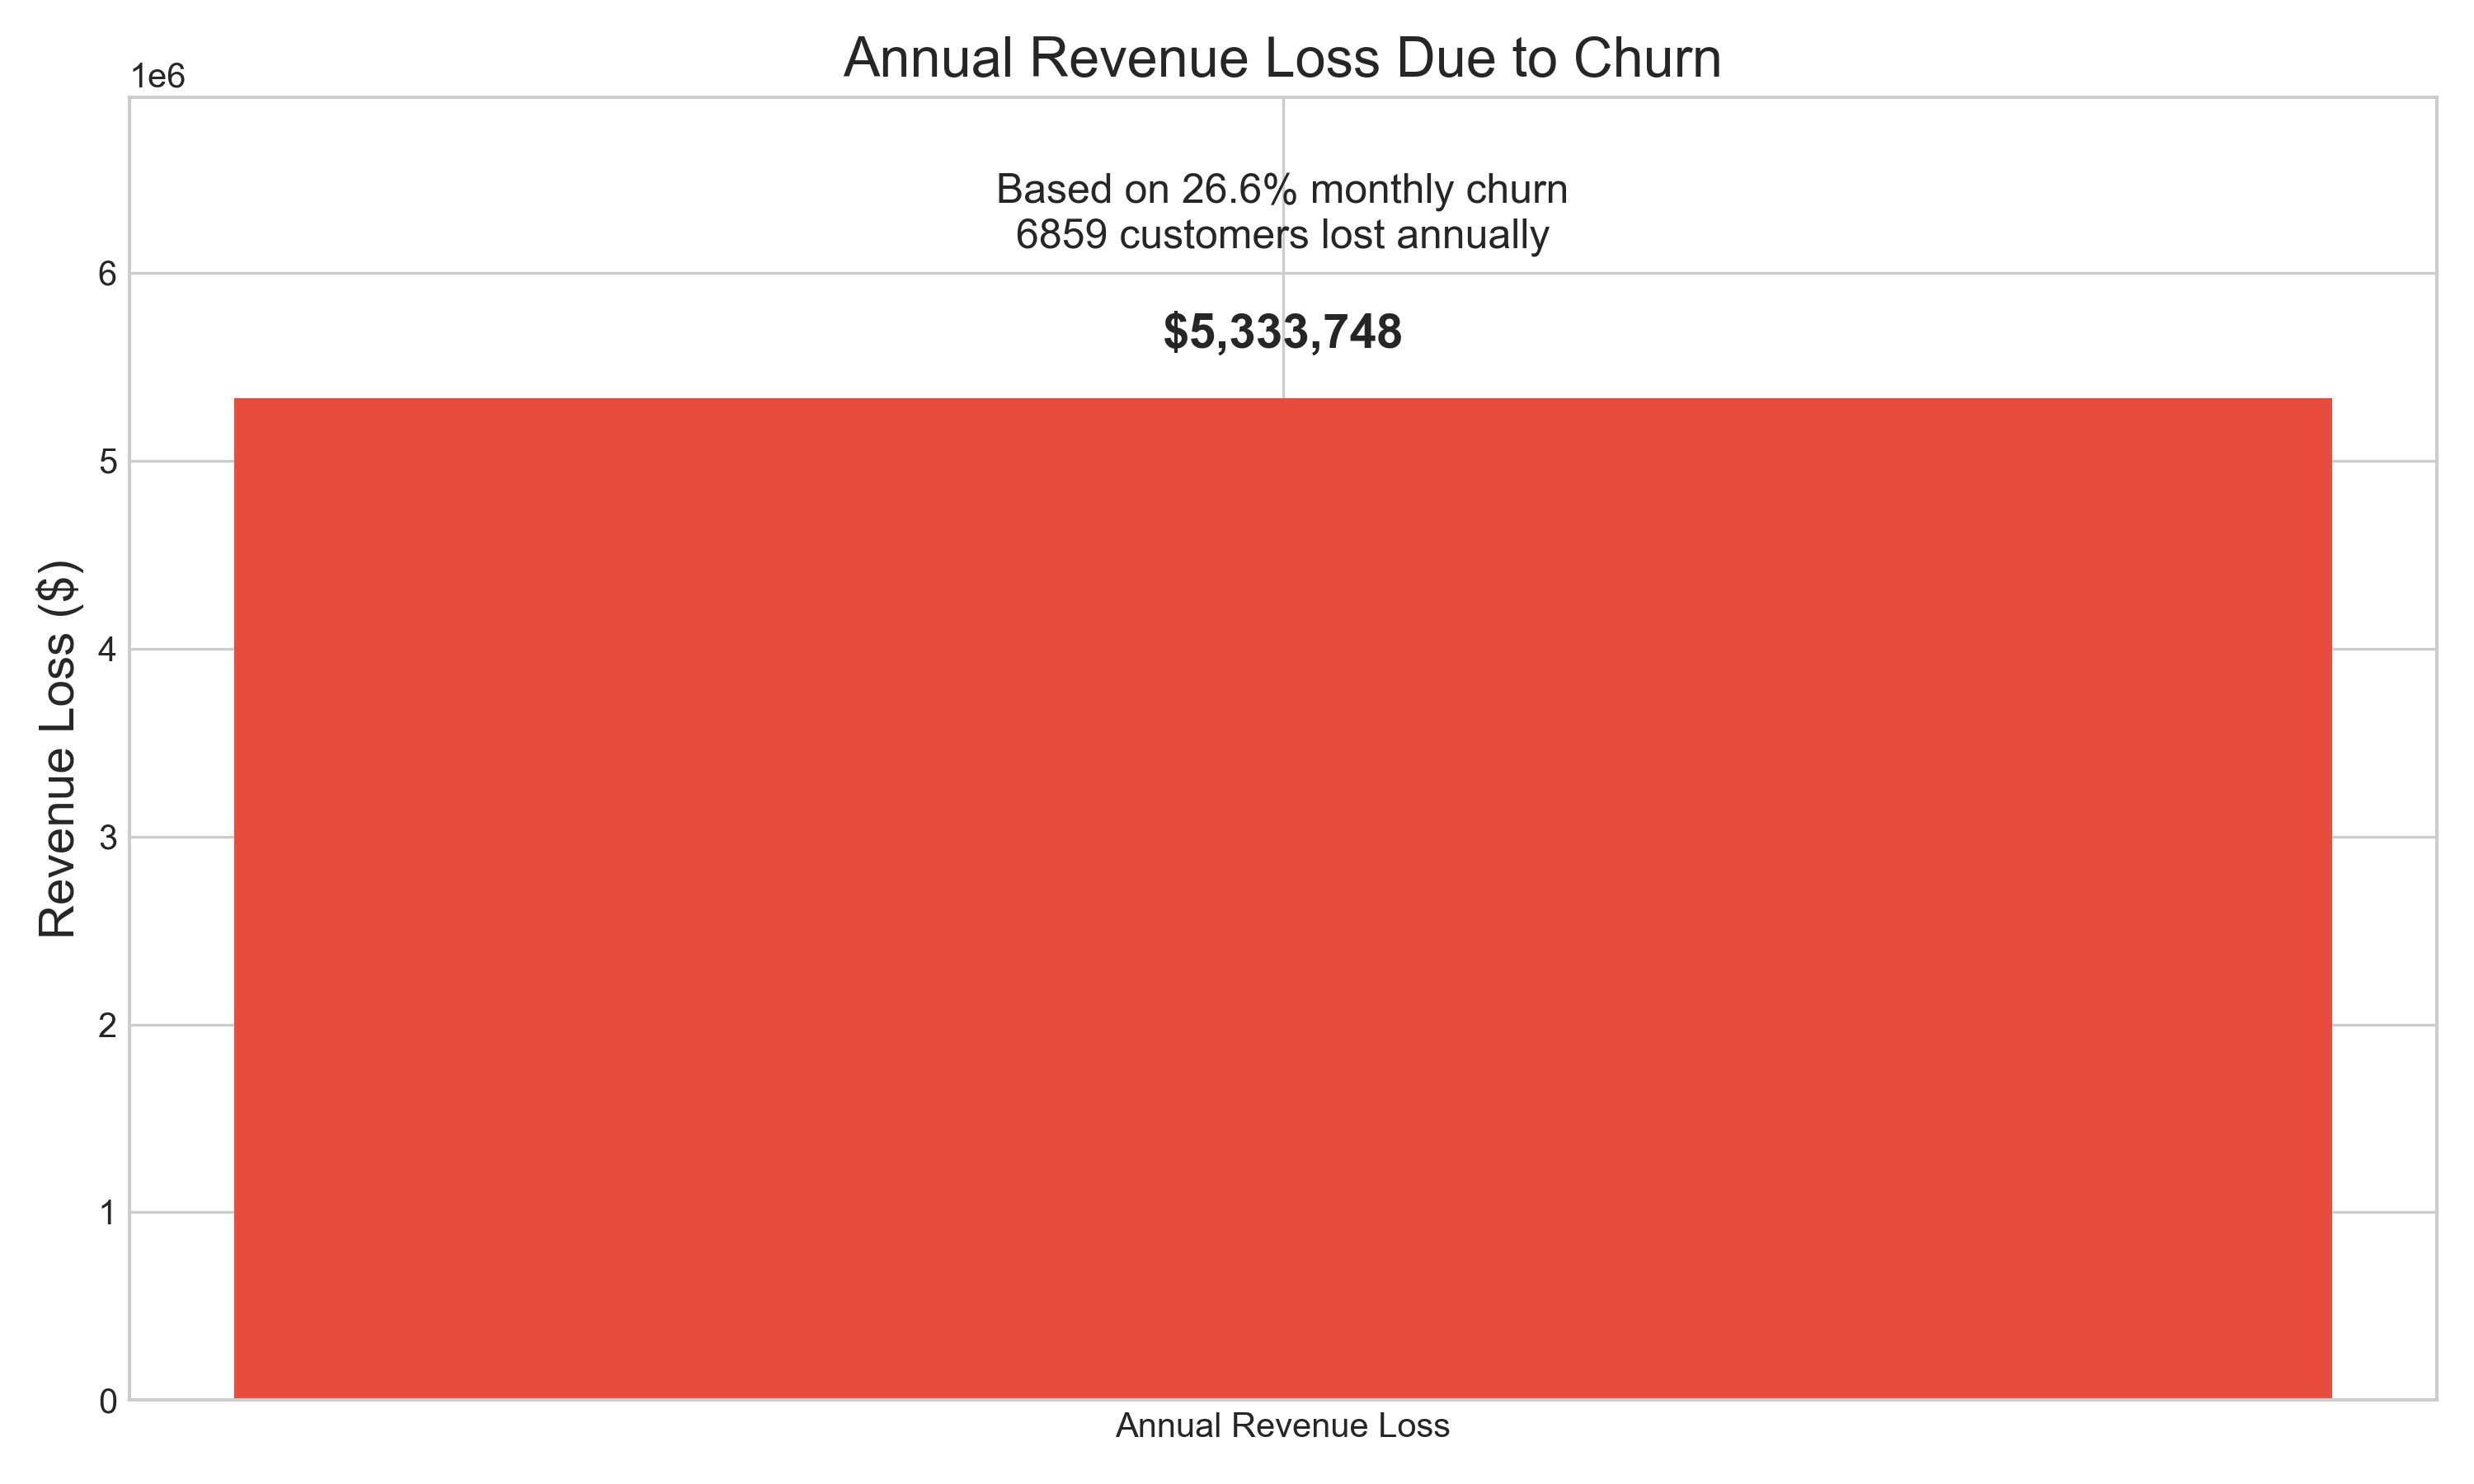 Annual Revenue Loss Due to Churn
1e6
Based on 26.6% monthly churn
6859 customers lost annually
$5,333,748
6
5
4
3
2
1
0
Revenue Loss ($)
Annual Revenue Loss